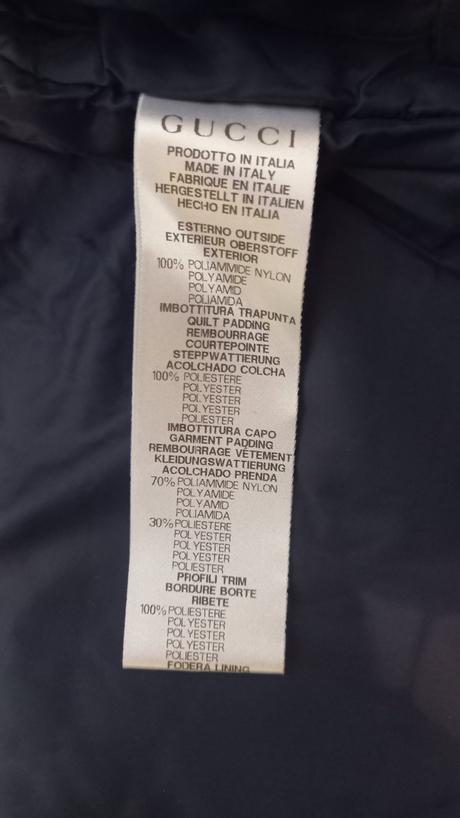 GUCCI
PRODOTTO IN ITALIA
MADE IN ITALY
FABRIQUE EN ITALIE
HERGESTELLT IN ITALIEN
HECHO EN ITALIA
ESTERNO OUTSIDE
EXTERIEUR OBERSTOFF
EXTERIOR
100% POLIAMMIDE NYLON
POLYAMIDE
POLYAMID
POLIAMIDA
IMBOTTITURA TRAPUNTA
QUILT PADDING
REMBOURRAGE
COURTEPOINTE
STEPPWATTIERUNG
ACOLCHADO COLCHA
100% POLIESTERE
POLYESTER
POLYESTER
POLYESTER
POLIESTER
IMBOTTITURA CAPO
GARMENT PADDING
REMBOURRAGE VÊTEMENT
KLEIDUNGSWATTIERUNG
ACOLCHADO PRENDA
70% POLIAMMIDE NYLON
POLYAMIDE
POLYAMID
POLIAMIDA
30% POLIESTERE
POLYESTER
POLYESTER
POLYESTER
POLIESTER
PROFILI TRIM
BORDURE BORTE
RIBETE
100% POLIESTERE
POLYESTER
POLYESTER
POLYESTER
POLIESTER
FODERA LINING